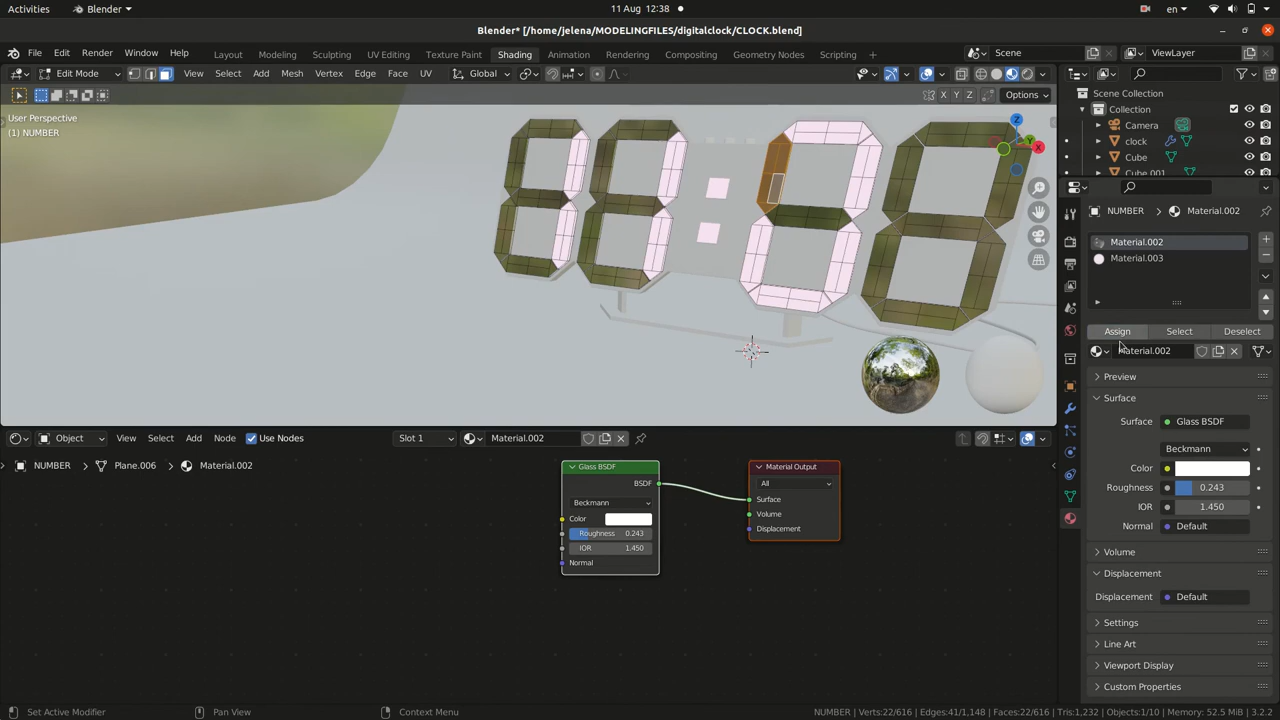 Activities
Blender
11 Aug 12:38
en
Blender* [/home/jelena/MODELINGFILES/digitalclock/CLOCK.blend]
File Edit Render Window Help
Layout Modeling Sculpting UV Editing Texture Paint Shading Animation Rendering Compositing Geometry Nodes Scripting +
Scene
ViewLayer
Edit Mode View Select Add Mesh Vertex Edge Face UV Global
X Y Z Options
User Perspective
(1) NUMBER
Z
Y
X
Scene Collection
Collection
Camera
clock
Cube
Cube.001
NUMBER > Material.002
Material.002
Material.003
Assign Select Deselect
Material.002
Preview
Surface
Surface Glass BSDF
Beckmann
Color
Roughness 0.243
IOR 1.450
Normal Default
Volume
Displacement
Displacement Default
Settings
Line Art
Viewport Display
Custom Properties
Object View Select Add Node Use Nodes Slot 1 Material.002
NUMBER > Plane.006 > Material.002
Glass BSDF
BSDF
Beckmann
Color
Roughness 0.243
IOR 1.450
Normal
Material Output
All
Surface
Volume
Displacement
Set Active Modifier Pan View Context Menu
NUMBER | Verts:22/616 | Edges:41/1,148 | Faces:22/616 | Tris:1,232 | Objects:1/10 | Memory: 52.5 MiB | 3.2.2